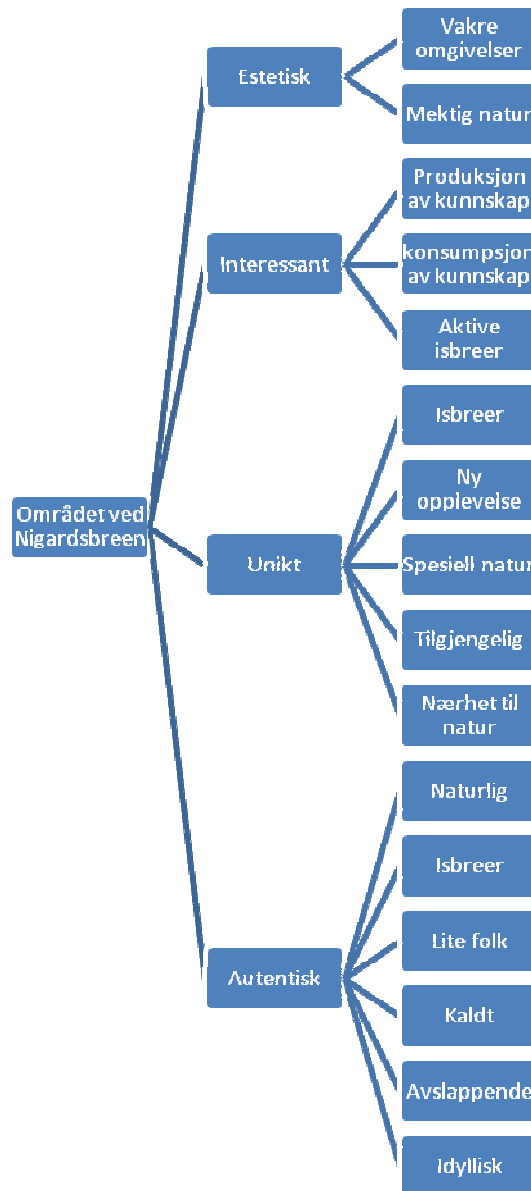 Området ved
Nigardsbreen
Estetisk
Vakre
omgivelser
Mektig natur
Interessant
Produksjon
av kunnskap
konsumpsjon
av kunnskap
Aktive
isbreer
Unikt
Isbreer
Ny
opplevelse
Spesiell natur
Tilgjengelig
Nærhet til
natur
Autentisk
Naturlig
Isbreer
Lite folk
Kaldt
Avslappende
Idyllisk